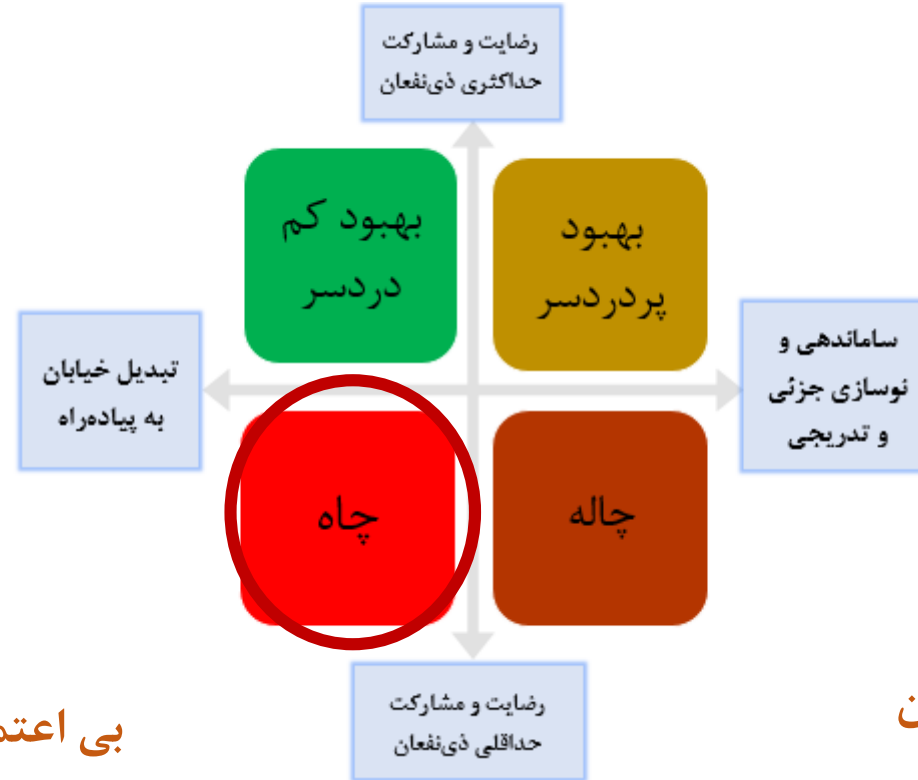 رضایت و مشارکت
حداکثری ذی‌نفعان
بهبود
پردردسر
بهبود کم
دردسر
ساماندهی و
نوسازی جزئی
و تدریجی
تبدیل خیابان
به پیاده‌راه
چاله
چاه
رضایت و مشارکت
حداقلی ذی‌نفعان
بی